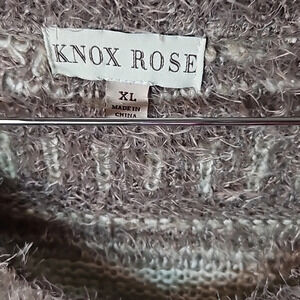 KNOX ROSE
XL
MADE IN
CHINA